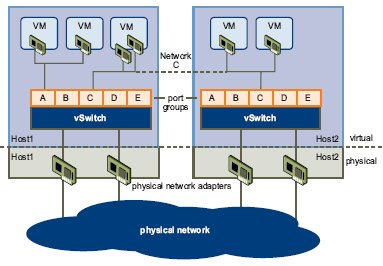 VM VM VM VM VM
Network
C
A B C D E port groups A B C D E
vSwitch vSwitch
Host1 Host2 virtual
Host1 Host2 physical
physical network adapters
physical network